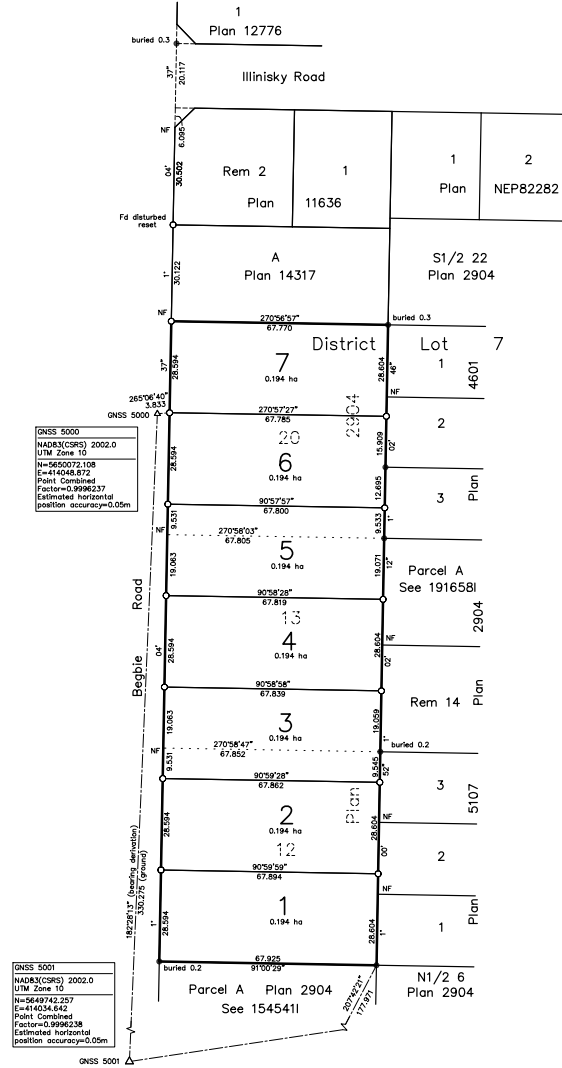 1
Plan 12776
buried 0.3
37"
20.117
Illinisky Road
NF
6.095
04'
30.502
Rem 2
1
Plan
11636
1
2
Plan
NEP82282
Fd disturbed
reset
A
Plan 14317
S1/2 22
Plan 2904
1°
30.122
NF
270°56'57"
67.770
buried 0.3
District Lot 7
7
0.194 ha
37"
28.594
28.604
46"
1
4601
NF
265°06'40"
3.833
GNSS 5000
270°57'27"
67.785
2904
20
2
GNSS 5000
NAD83(CSRS) 2002.0
UTM Zone 10
N=5650072.108
E=414048.872
Point Combined
Factor=0.9996237
Estimated horizontal
position accuracy=0.05m
28.594
6
0.194 ha
15.909
02'
12.695
3
Plan
90°57'57"
67.800
9.531
9.533
1°
NF
270°58'03"
67.805
5
0.194 ha
19.063
19.071
12"
Parcel A
See 191658I
2904
90°58'28"
67.819
13
4
0.194 ha
Road
04'
28.594
28.604
02'
NF
Begbie
90°58'58"
67.839
Rem 14
Plan
3
0.194 ha
19.063
19.059
1°
NF
270°58'47"
67.852
buried 0.2
9.531
9.545
52"
90°59'28"
67.862
3
5107
2
0.194 ha
Plan
28.594
28.604
NF
12
00'
2
90°59'59"
67.894
NF
182°28'13" (bearing derivation)
330.275 (ground)
1
0.194 ha
1°
28.594
28.604
1°
1
Plan
67.925
91°00'29"
buried 0.2
N1/2 6
Plan 2904
Parcel A Plan 2904
See 154541I
207°42'21"
177.971
GNSS 5001
NAD83(CSRS) 2002.0
UTM Zone 10
N=5649742.257
E=414034.642
Point Combined
Factor=0.9996238
Estimated horizontal
position accuracy=0.05m
GNSS 5001